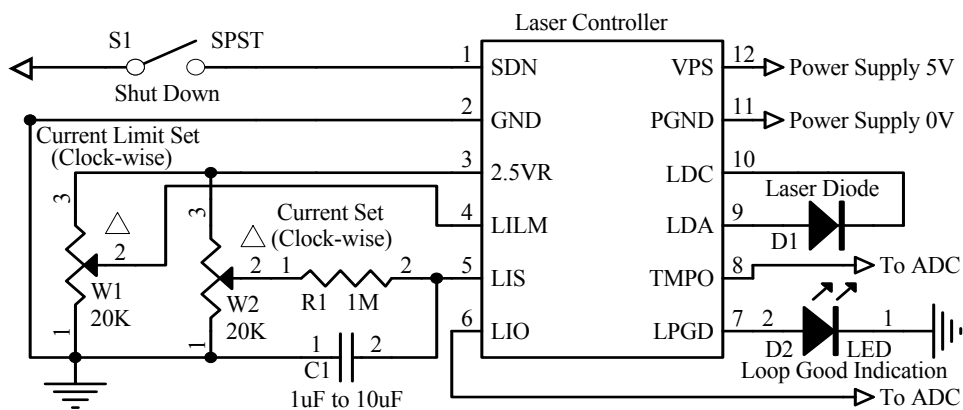 Laser Controller
S1 SPST
Shut Down
1 SDN VPS 12 Power Supply 5V
2 GND PGND 11 Power Supply 0V
Current Limit Set
(Clock-wise)
3 2.5VR LDC 10
Laser Diode
3 3
4 LILM LDA 9
D1
Current Set
(Clock-wise)
△ 2
△ 2 1 2
5 LIS TMPO 8 To ADC
W1
20K
W2
20K
R1 1M
6 LIO LPGD 7 2 1
D2 LED
Loop Good Indication
1 1
1 2
C1
1uF to 10uF
To ADC